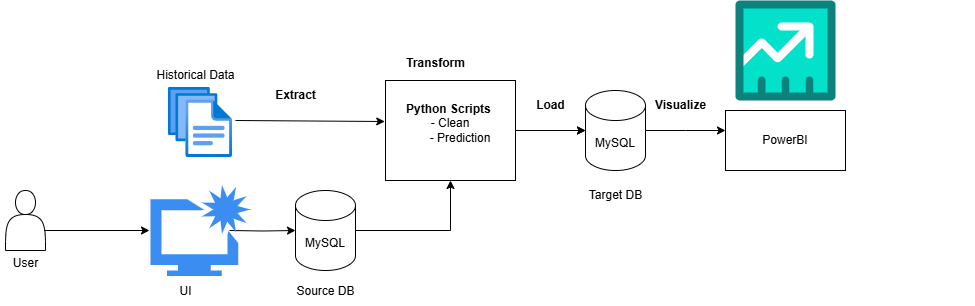 Historical Data
Extract
Transform
Python Scripts
- Clean
- Prediction
Load
MySQL
Target DB
Visualize
PowerBI
User
UI
MySQL
Source DB